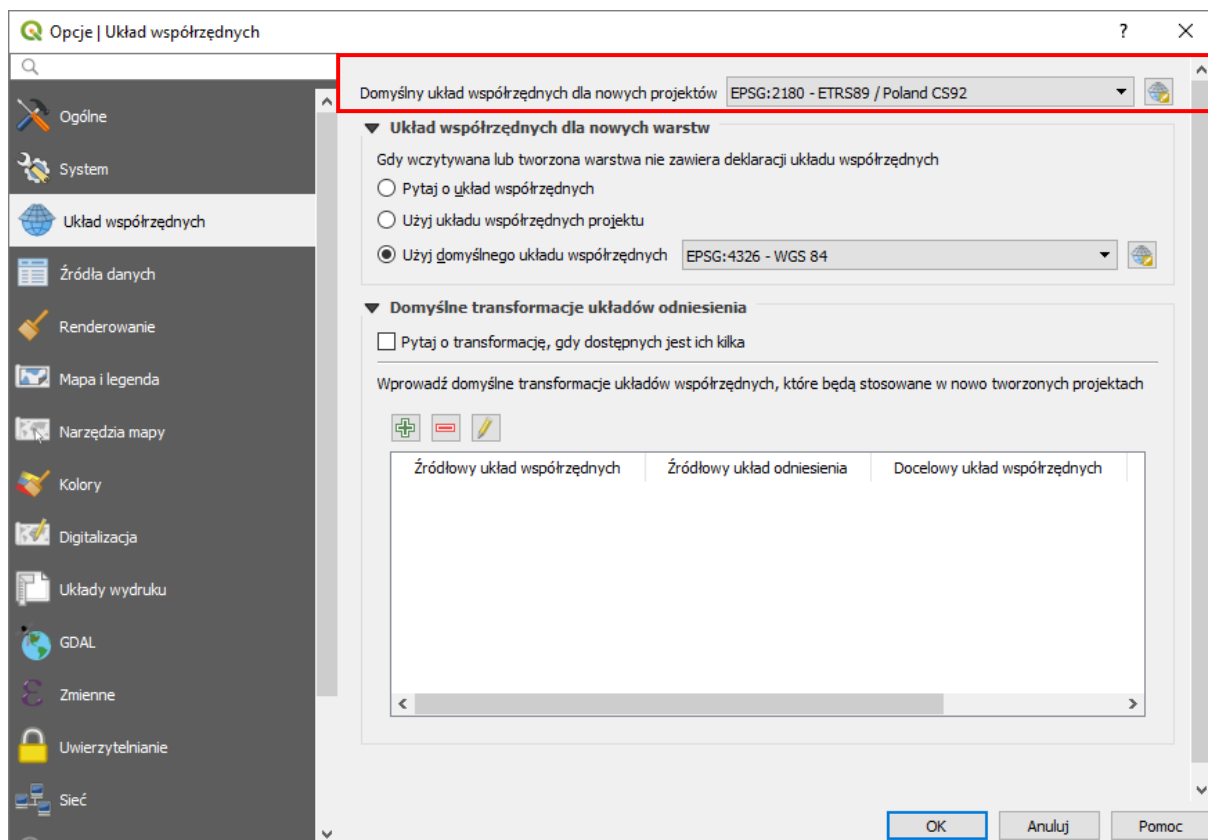 Opcje | Układ współrzędnych
?
Ogólne
System
Układ współrzędnych
Źródła danych
Renderowanie
Mapa i legenda
Narzędzia mapy
Kolory
Digitalizacja
Układy wydruku
GDAL
Zmienne
Uwierzytelnianie
Sieć
Domyślny układ współrzędnych dla nowych projektów EPSG:2180 - ETRS89 / Poland CS92
Układ współrzędnych dla nowych warstw
Gdy wczytywana lub tworzona warstwa nie zawiera deklaracji układu współrzędnych
Pytaj o układ współrzędnych
Użyj układu współrzędnych projektu
Użyj domyślnego układu współrzędnych EPSG:4326 - WGS 84
Domyślne transformacje układów odniesienia
Pytaj o transformację, gdy dostępnych jest ich kilka
Wprowadź domyślne transformacje układów współrzędnych, które będą stosowane w nowo tworzonych projektach
Źródłowy układ współrzędnych Źródłowy układ odniesienia Docelowy układ współrzędnych
OK Anuluj Pomoc